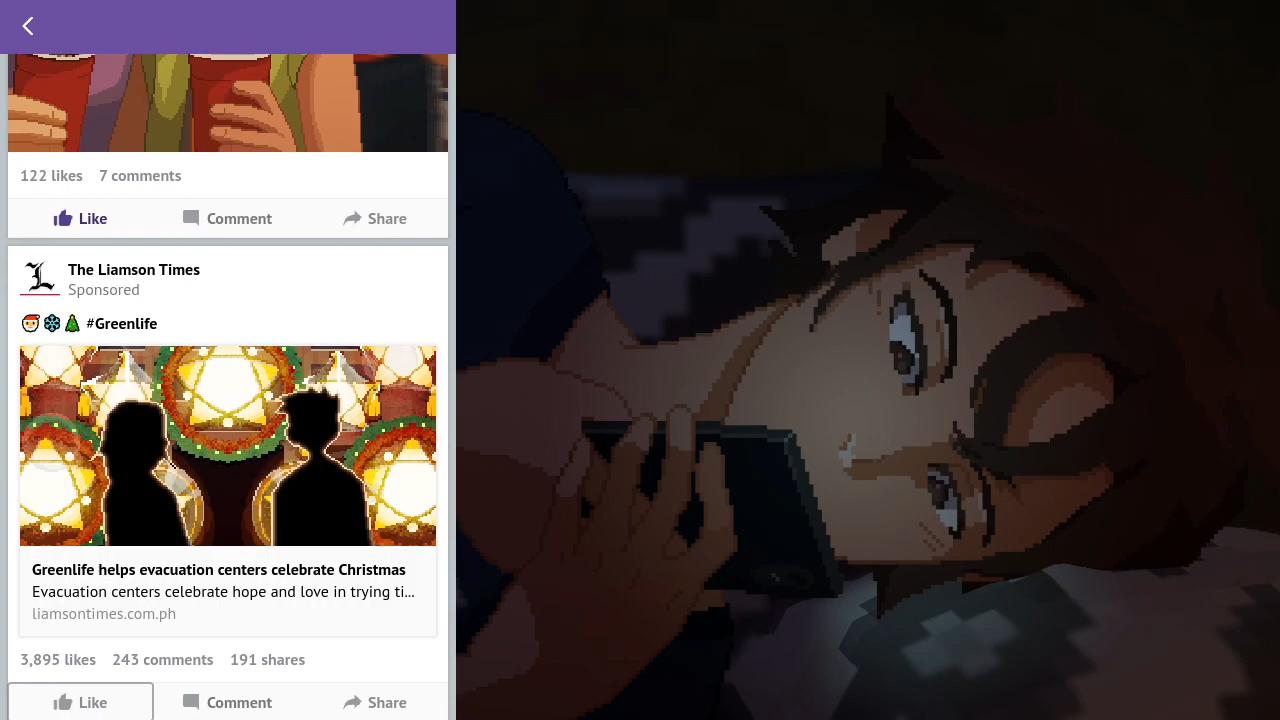 122 likes 7 comments
Like Comment Share
L
The Liamson Times
Sponsored
#Greenlife
Greenlife helps evacuation centers celebrate Christmas
Evacuation centers celebrate hope and love in trying ti...
liamsontimes.com.ph
3,895 likes 243 comments 191 shares
Like Comment Share